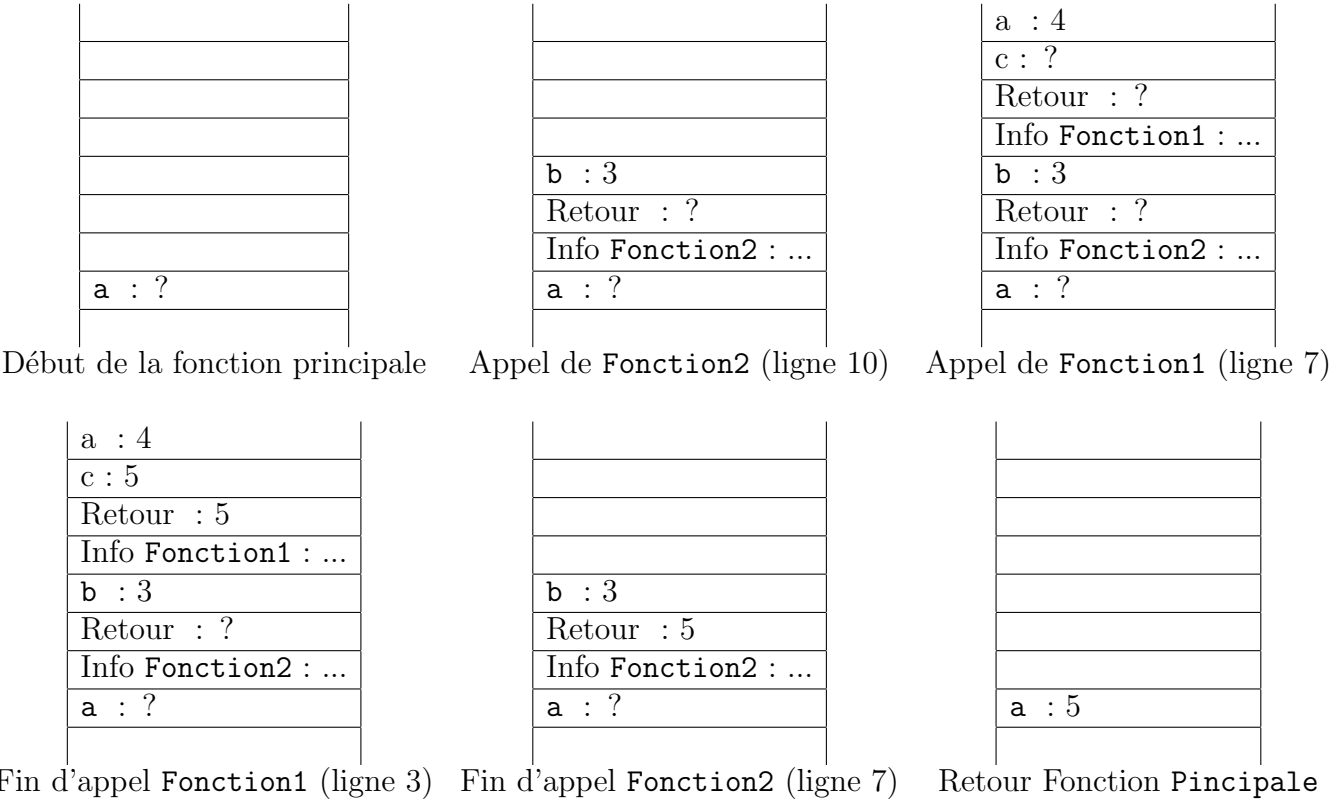 a : ?
Début de la fonction principale
b : 3
Retour : ?
Info Fonction2 : ...
a : ?
Appel de Fonction2 (ligne 10)
a : 4
c : ?
Retour : ?
Info Fonction1 : ...
b : 3
Retour : ?
Info Fonction2 : ...
a : ?
Appel de Fonction1 (ligne 7)
a : 4
c : 5
Retour : 5
Info Fonction1 : ...
b : 3
Retour : ?
Info Fonction2 : ...
a : ?
Fin d'appel Fonction1 (ligne 3)
b : 3
Retour : 5
Info Fonction2 : ...
a : ?
Fin d'appel Fonction2 (ligne 7)
a : 5
Retour Fonction Pincipale